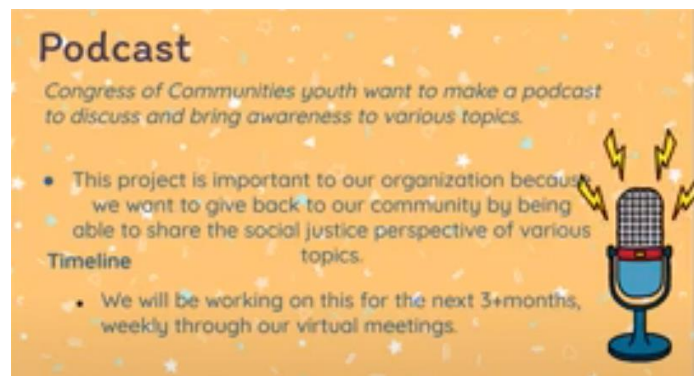 Podcast
Congress of Communities youth want to make a podcast
to discuss and bring awareness to various topics.
• This project is important to our organization because
we want to give back to our community by being
able to share the social justice perspective of various
topics.
Timeline
• We will be working on this for the next 3+months,
weekly through our virtual meetings.